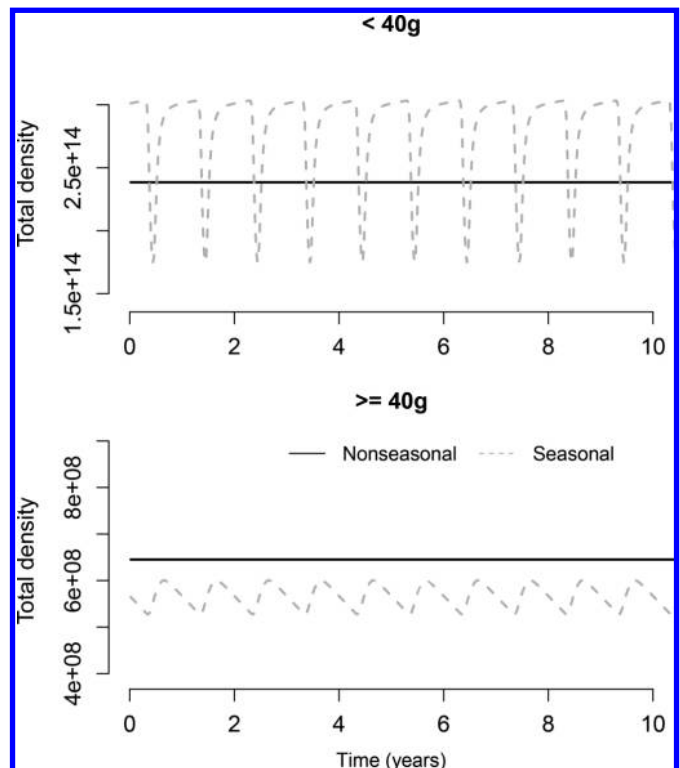 < 40g
Total density
2.5e+14
1.5e+14
0 2 4 6 8 10
>= 40g
Nonseasonal Seasonal
Total density
8e+08
6e+08
4e+08
0 2 4 6 8 10
Time (years)